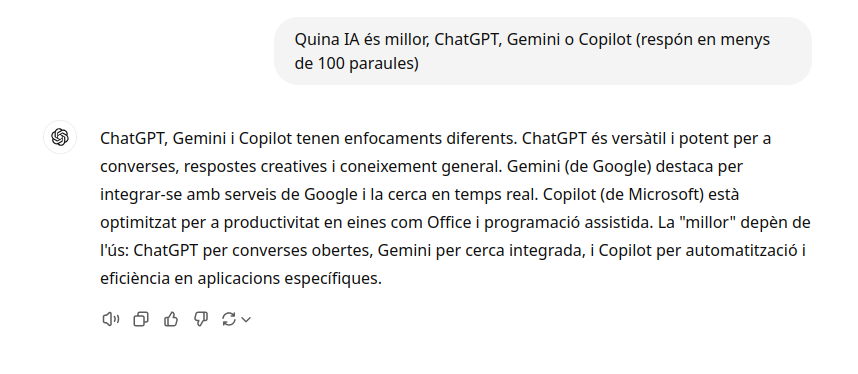 Quina IA és millor, ChatGPT, Gemini o Copilot (respón en menys
de 100 paraules)
ChatGPT, Gemini i Copilot tenen enfocaments diferents. ChatGPT és versàtil i potent per a
converses, respostes creatives i coneixement general. Gemini (de Google) destaca per
integrar-se amb serveis de Google i la cerca en temps real. Copilot (de Microsoft) està
optimitzat per a productivitat en eines com Office i programació assistida. La "millor" depèn de
l'ús: ChatGPT per converses obertes, Gemini per cerca integrada, i Copilot per automatització i
eficiència en aplicacions específiques.